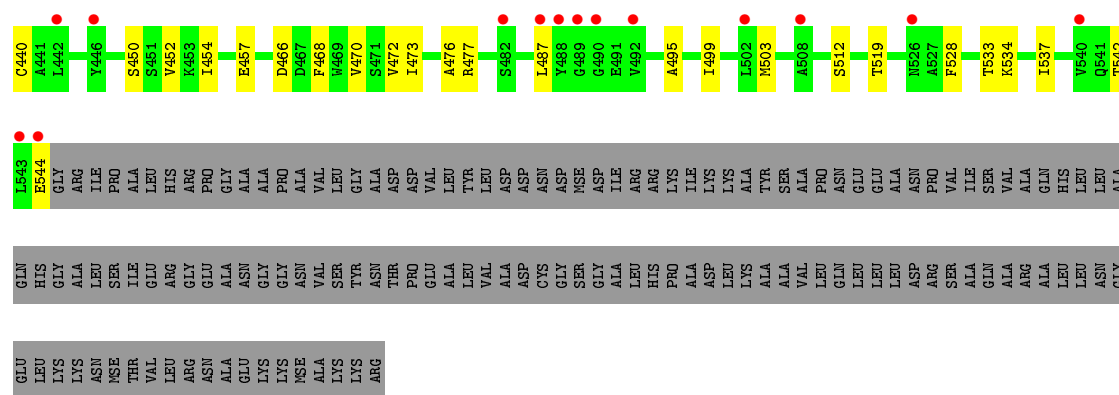 C440 A441 L442 Y446 S450 S451 V452 K453 I454 E457 D466 D467 F468 W469 V470 S471 V472 I473 A476 R477 S482 L487 Y488 G489 G490 E491 V492 A495 I499 L502 M503 A508 S512 T519 N526 A527 F528 T533 K534 I537 V540 Q541 T542
L543 E544 GLY ARG ILE PRO ALA LEU HIS ARG PRO GLY ALA ALA PRO ALA VAL LEU GLY ALA ASP ASP VAL LEU TYR LEU ASP ASP ASN ASP MSE ASP ILE ARG ARG LYS ILE LYS LYS ALA TYR SER ALA PRO ASN GLU GLU ALA ASN PRO VAL ILE SER VAL ALA GLN HIS LEU LEU ALA
GLN HIS GLY ALA LEU SER ILE GLU ARG GLY GLU ALA ASN GLY GLY ASN VAL SER TYR ASN THR PRO GLU ALA LEU VAL ALA ASP CYS GLY SER GLY ALA LEU HIS PRO ALA ASP LEU LYS ALA ALA VAL LEU GLN LEU LEU LEU ASP ARG SER ALA GLN ALA ARG ALA LEU LEU ASN GLY
GLU LEU LYS LYS ASN MSE THR VAL LEU ARG ASN ALA GLU LYS LYS MSE ALA LYS LYS ARG